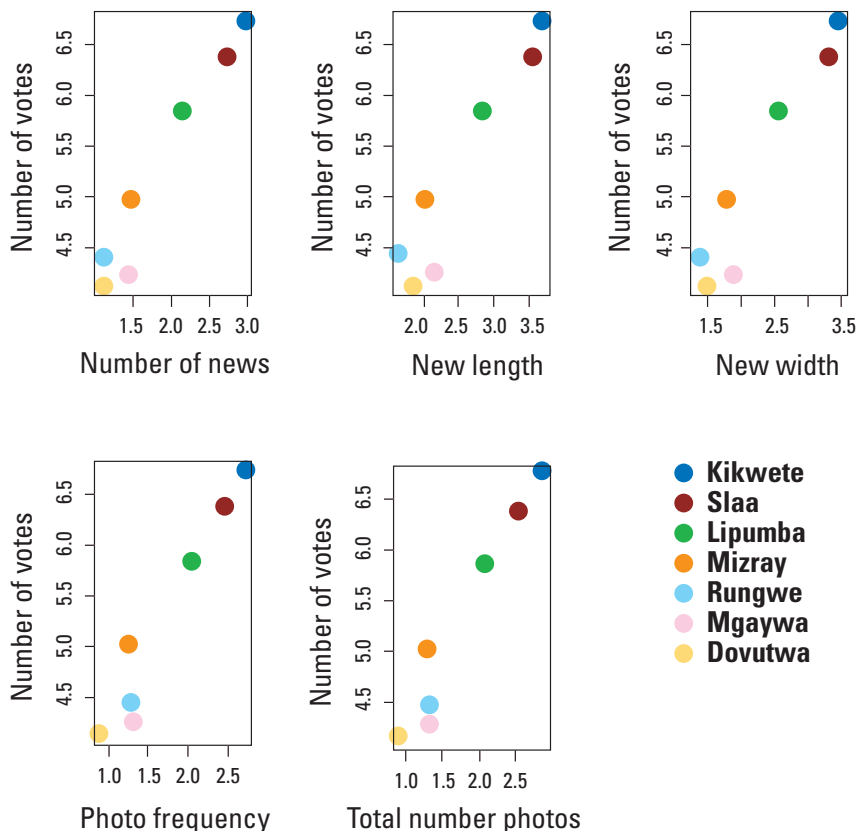 Number of votes
6.5
6.0
5.5
5.0
4.5
1.5 2.0 2.5 3.0
Number of news
Number of votes
6.5
6.0
5.5
5.0
4.5
2.0 2.5 3.0 3.5
New length
Number of votes
6.5
6.0
5.5
5.0
4.5
1.5 2.5 3.5
New width
Number of votes
6.5
6.0
5.5
5.0
4.5
1.0 1.5 2.0 2.5
Photo frequency
Number of votes
6.5
6.0
5.5
5.0
4.5
1.0 1.5 2.0 2.5
Total number photos
Kikwete
Slaa
Lipumba
Mizray
Rungwe
Mgaywa
Dovutwa